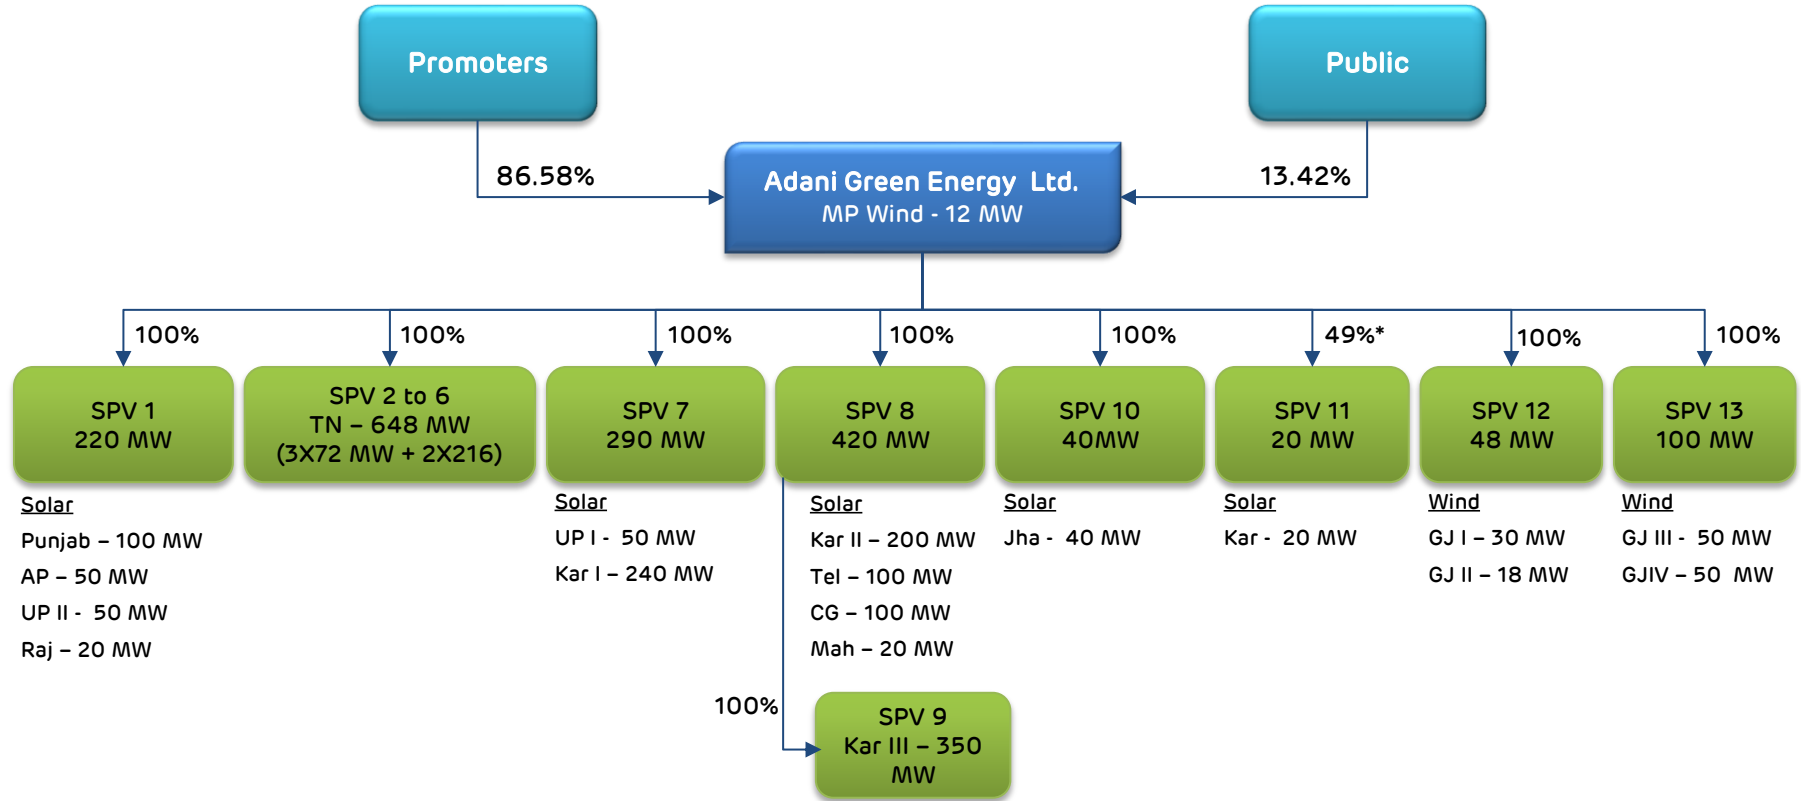 Promoters
Public
86.58%
13.42%
Adani Green Energy Ltd.
MP Wind - 12 MW
100%
100%
100%
100%
100%
49%*
100%
100%
SPV 1
220 MW
SPV 2 to 6
TN – 648 MW
(3X72 MW + 2X216)
SPV 7
290 MW
SPV 8
420 MW
SPV 10
40MW
SPV 11
20 MW
SPV 12
48 MW
SPV 13
100 MW
Solar
Punjab – 100 MW
AP – 50 MW
UP II - 50 MW
Raj – 20 MW
Solar
UP I - 50 MW
Kar I – 240 MW
Solar
Kar II – 200 MW
Tel – 100 MW
CG – 100 MW
Mah – 20 MW
Solar
Jha - 40 MW
Solar
Kar - 20 MW
Wind
GJ I – 30 MW
GJ II – 18 MW
Wind
GJ III - 50 MW
GJIV – 50 MW
100%
SPV 9
Kar III – 350
MW